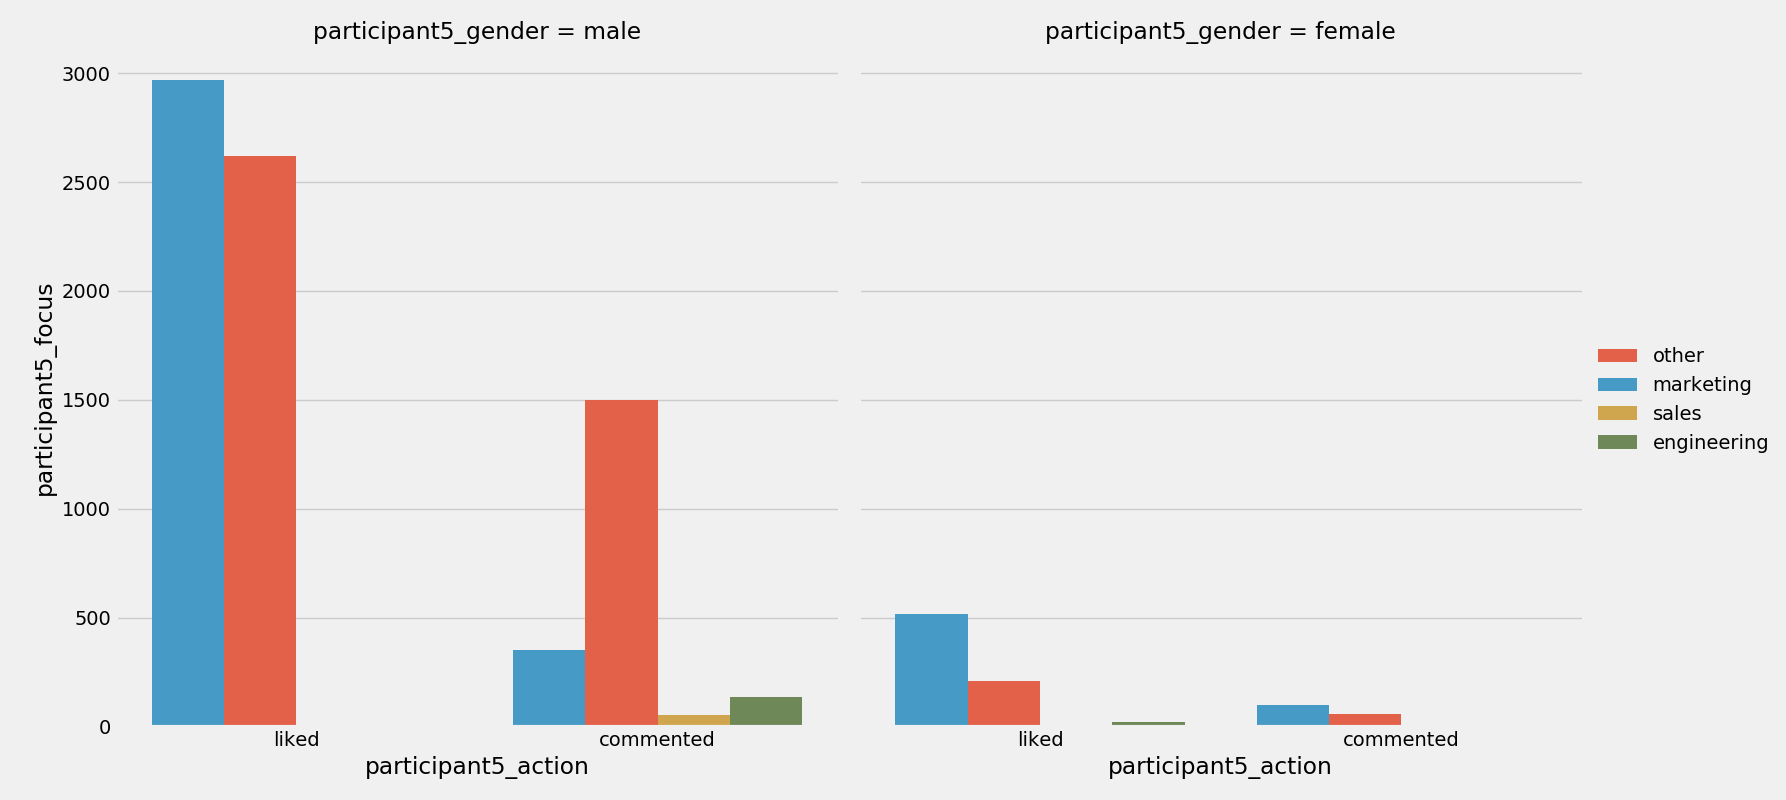 participant5_gender = male
participant5_gender = female
3000
2500
2000
1500
1000
500
0
participant5_focus
liked
commented
liked
commented
participant5_action
participant5_action
other
marketing
sales
engineering